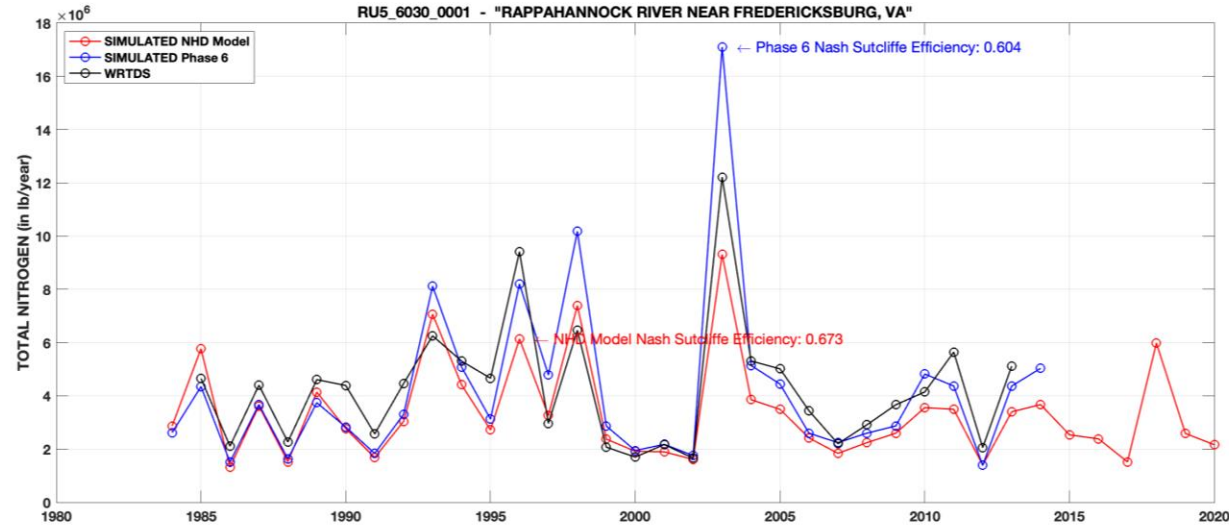 RU5_6030_0001 - "RAPPAHANNOCK RIVER NEAR FREDERICKSBURG, VA"
×10⁶
SIMULATED NHD Model
SIMULATED Phase 6
WRTDS
← Phase 6 Nash Sutcliffe Efficiency: 0.604
← NHD Model Nash Sutcliffe Efficiency: 0.673
TOTAL NITROGEN (in lb/year)
18
16
14
12
10
8
6
4
2
0
1980 1985 1990 1995 2000 2005 2010 2015 2020